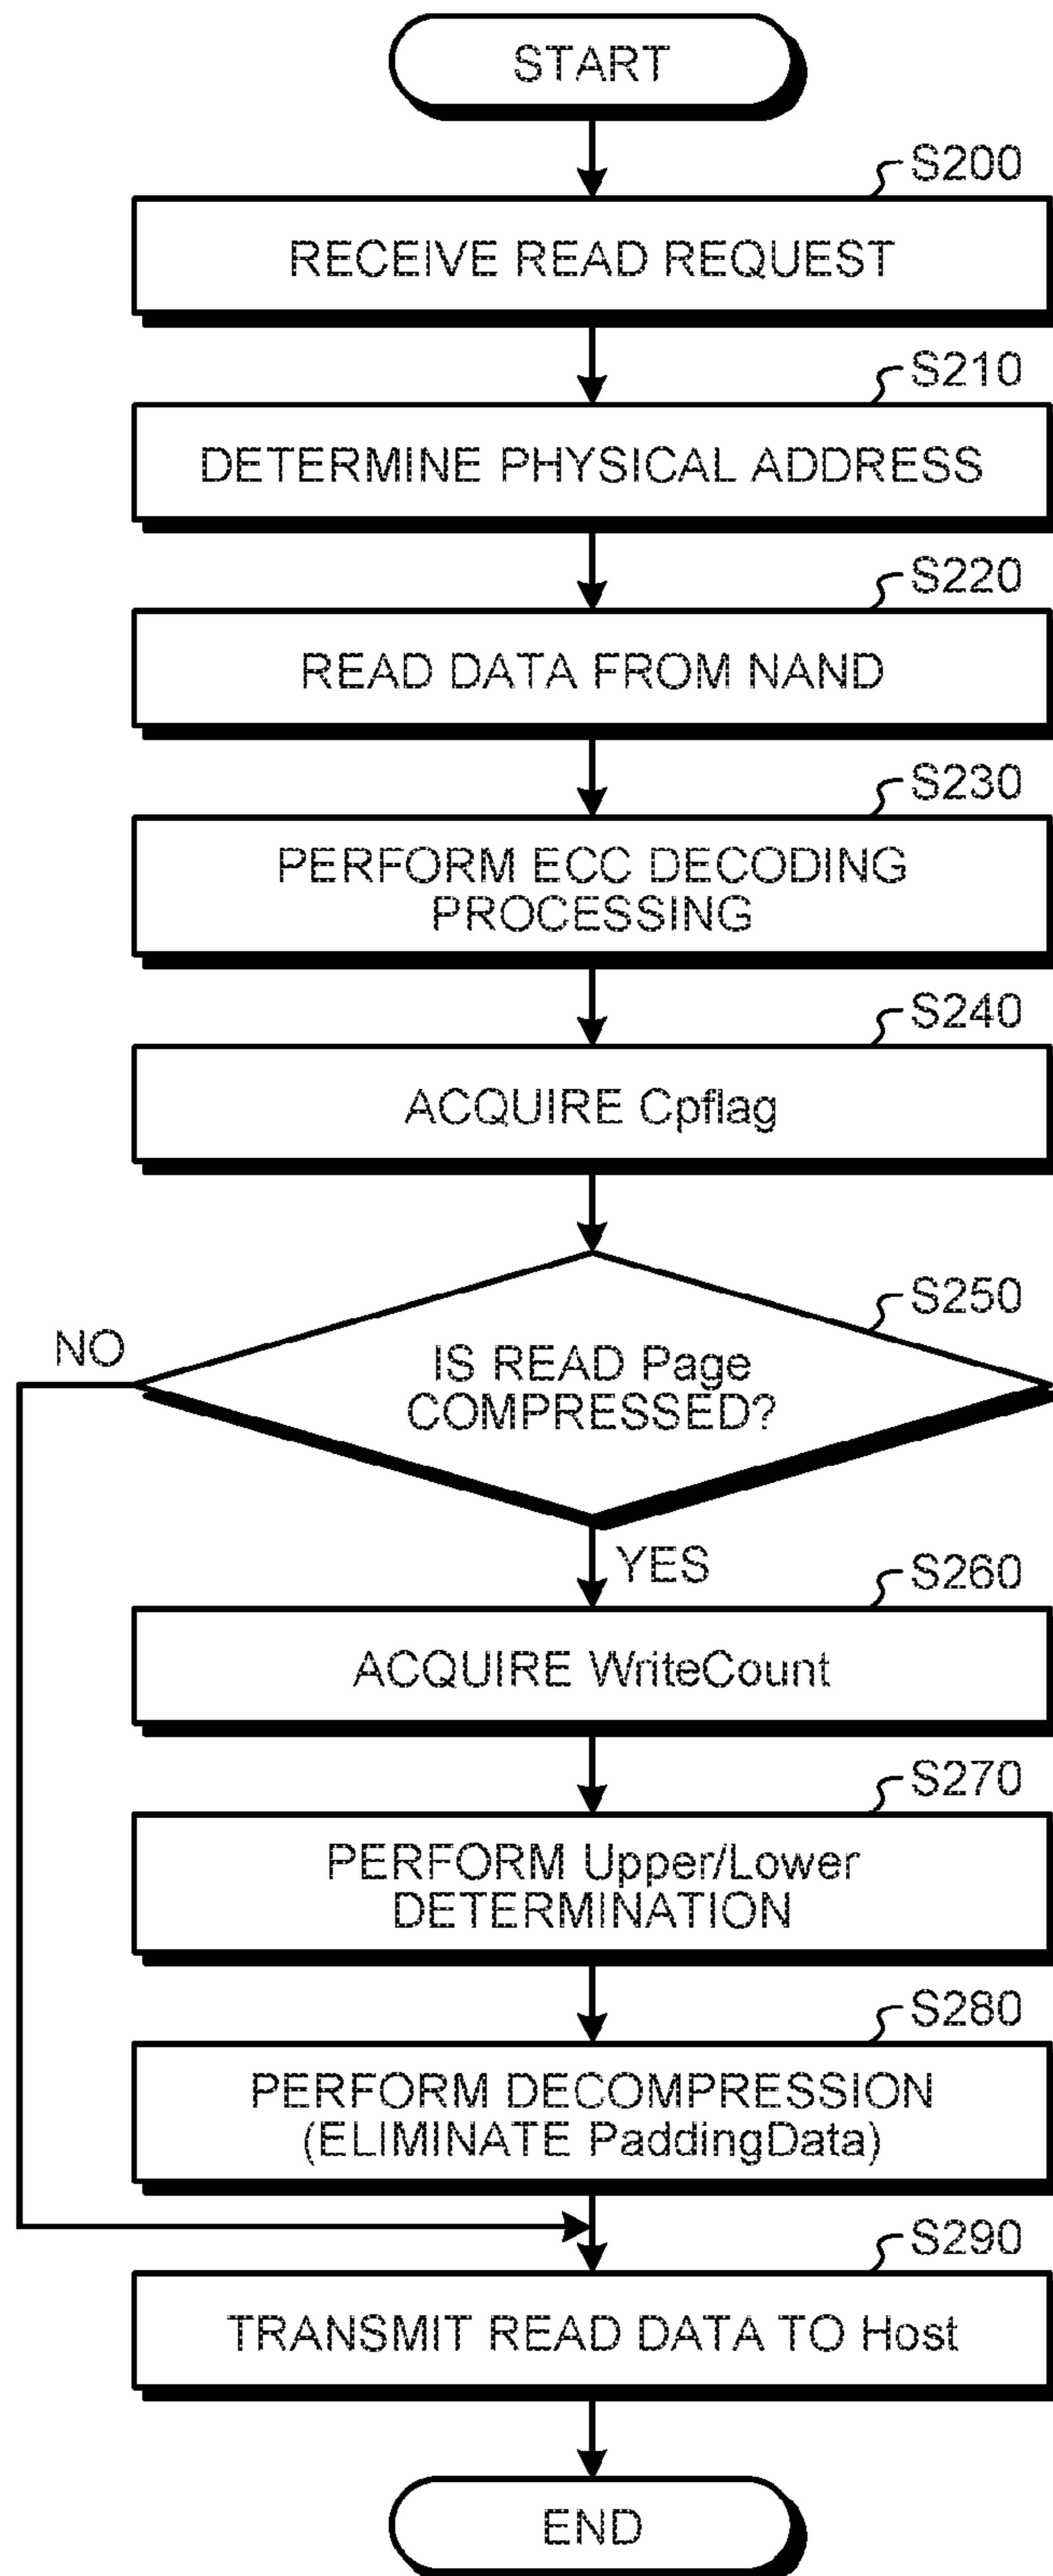 START
S200
RECEIVE READ REQUEST
S210
DETERMINE PHYSICAL ADDRESS
S220
READ DATA FROM NAND
S230
PERFORM ECC DECODING
PROCESSING
S240
ACQUIRE Cpflag
S250
NO
IS READ Page
COMPRESSED?
YES
S260
ACQUIRE WriteCount
S270
PERFORM Upper/Lower
DETERMINATION
S280
PERFORM DECOMPRESSION
(ELIMINATE PaddingData)
S290
TRANSMIT READ DATA TO Host
END